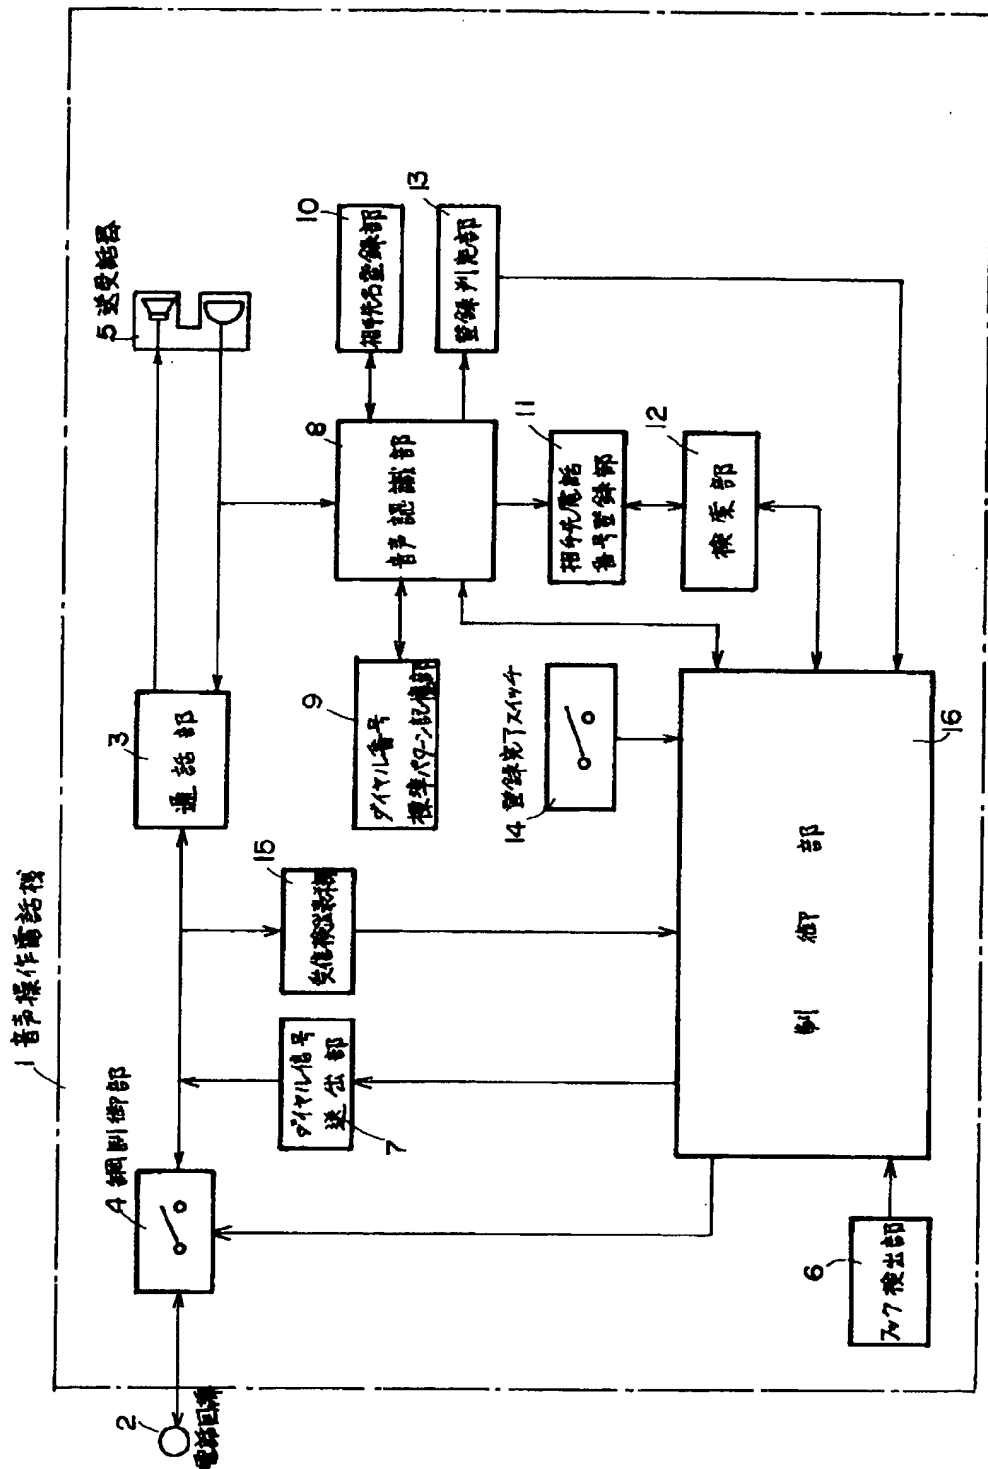 1 音声操作電話機
2
電話回線
4 網制御部
3
通話部
5 送受話器
15
7
ダイヤル信号
送出部
9
ダイヤル番号
標準パターン記憶部
8
音声認識部
10
相手先名登録部
13
登録判定部
11
相手先電話
番号登録部
12
検索部
14 登録完了スイッチ
6
フック検出部
16
制御部